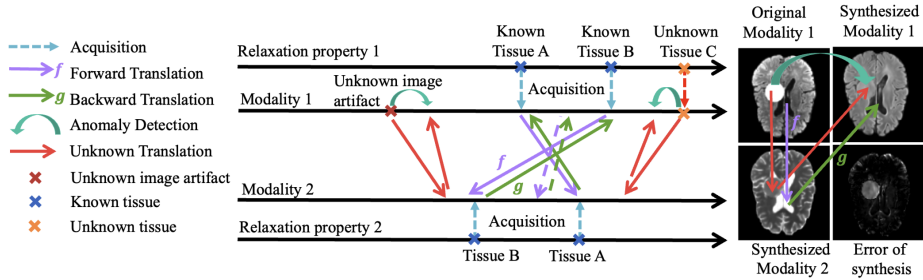 Acquisition
f Forward Translation
g Backward Translation
Anomaly Detection
Unknown Translation
Unknown image artifact
Known tissue
Unknown tissue
Known
Tissue A
Known
Tissue B
Unknown
Tissue C
Relaxation property 1
Unknown image
artifact
Acquisition
Modality 1
f
g
Modality 2
Acquisition
Relaxation property 2
Tissue B
Tissue A
Original
Modality 1
Synthesized
Modality 1
f
g
Synthesized
Modality 2
Error of
synthesis